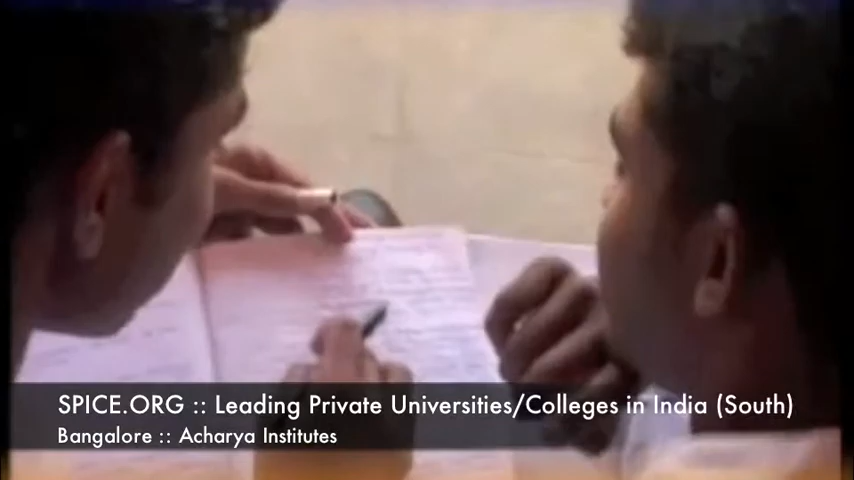 SPICE.ORG :: Leading Private Universities/Colleges in India (South)
Bangalore :: Acharya Institutes